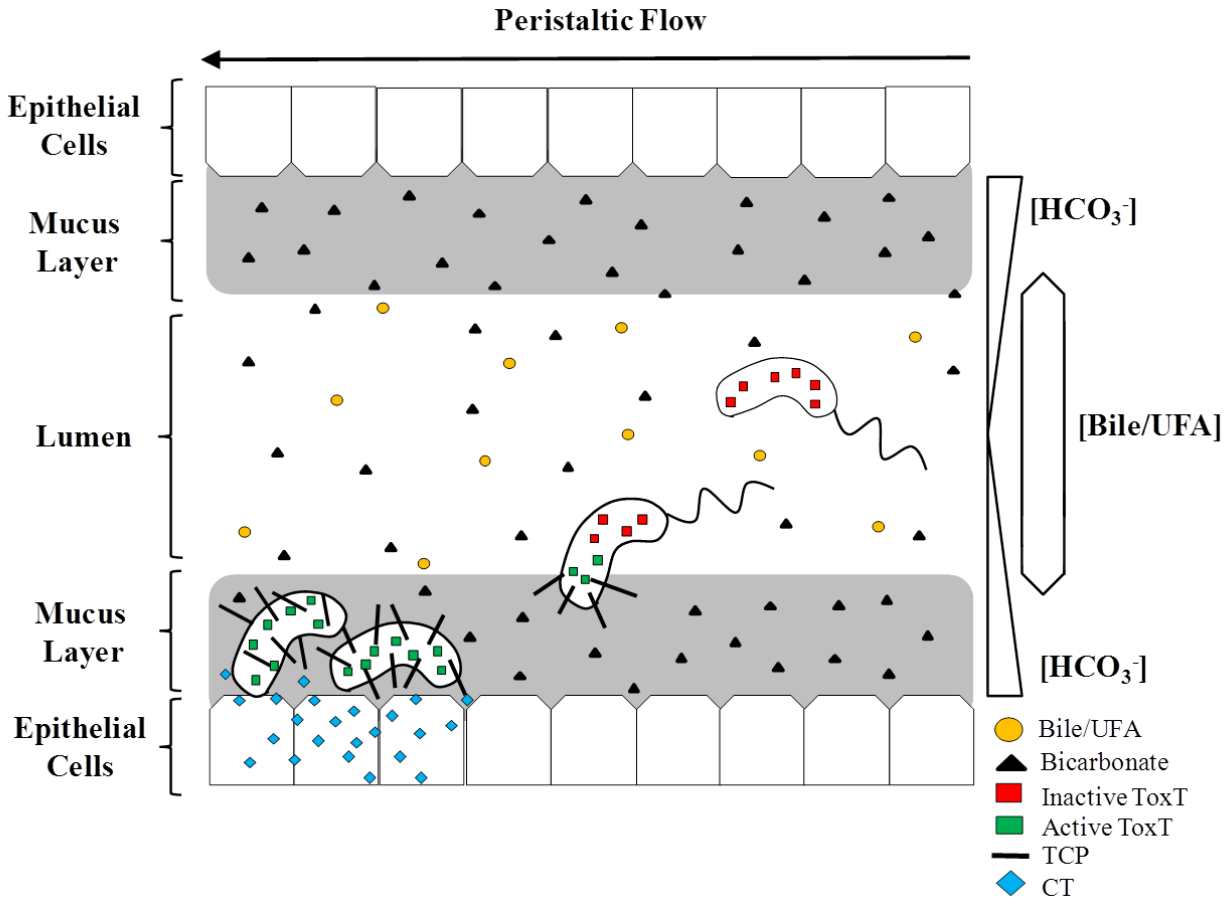 Peristaltic Flow
Epithelial
Cells
Mucus
Layer
[HCO₃⁻]
Lumen
[Bile/UFA]
Mucus
Layer
[HCO₃⁻]
Epithelial
Cells
Bile/UFA
Bicarbonate
Inactive ToxT
Active ToxT
TCP
CT